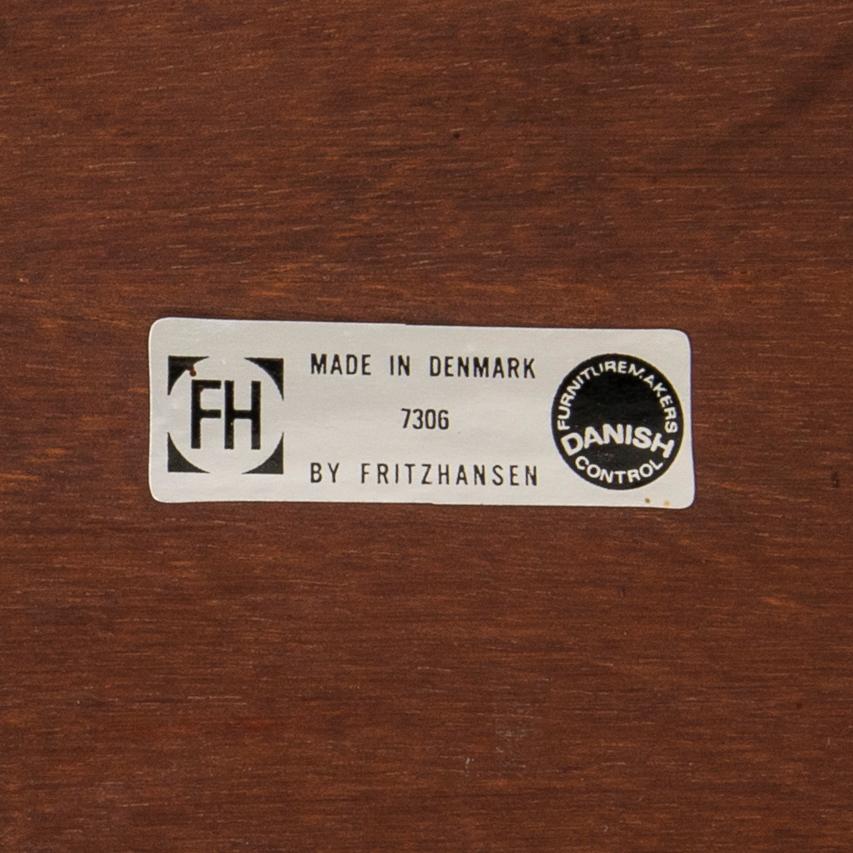 FH
MADE IN DENMARK
7306
BY FRITZHANSEN
FURNITUREMAKERS
DANISH
CONTROL